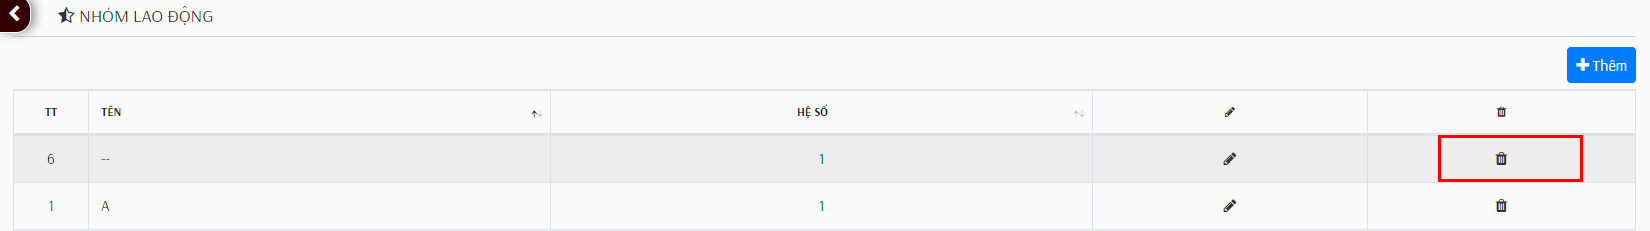 NHÓM LAO ĐỘNG
Thêm
TT TÊN HỆ SỐ
6 -- 1
1 A 1